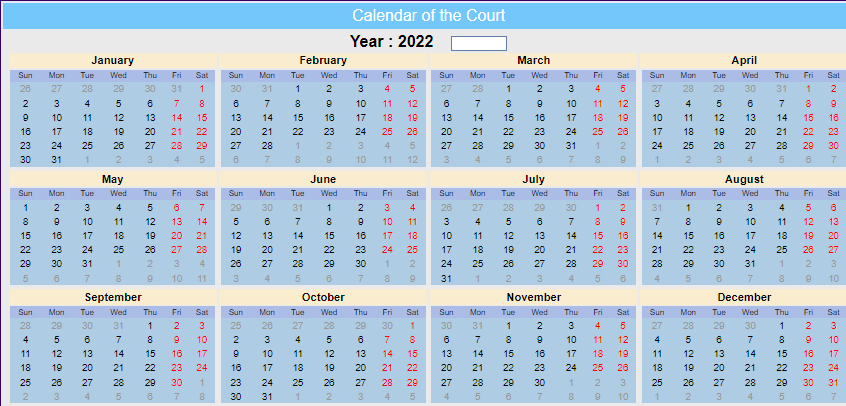 Calendar of the Court
Year : 2022
January
Sun Mon Tue Wed Thu Fri Sat
26 27 28 29 30 31 1
2 3 4 5 6 7 8
9 10 11 12 13 14 15
16 17 18 19 20 21 22
23 24 25 26 27 28 29
30 31 1 2 3 4 5
February
Sun Mon Tue Wed Thu Fri Sat
30 31 1 2 3 4 5
6 7 8 9 10 11 12
13 14 15 16 17 18 19
20 21 22 23 24 25 26
27 28 1 2 3 4 5
6 7 8 9 10 11 12
March
Sun Mon Tue Wed Thu Fri Sat
27 28 1 2 3 4 5
6 7 8 9 10 11 12
13 14 15 16 17 18 19
20 21 22 23 24 25 26
27 28 29 30 31 1 2
3 4 5 6 7 8 9
April
Sun Mon Tue Wed Thu Fri Sat
27 28 29 30 31 1 2
3 4 5 6 7 8 9
10 11 12 13 14 15 16
17 18 19 20 21 22 23
24 25 26 27 28 29 30
1 2 3 4 5 6 7
May
Sun Mon Tue Wed Thu Fri Sat
1 2 3 4 5 6 7
8 9 10 11 12 13 14
15 16 17 18 19 20 21
22 23 24 25 26 27 28
29 30 31 1 2 3 4
5 6 7 8 9 10 11
June
Sun Mon Tue Wed Thu Fri Sat
29 30 31 1 2 3 4
5 6 7 8 9 10 11
12 13 14 15 16 17 18
19 20 21 22 23 24 25
26 27 28 29 30 1 2
3 4 5 6 7 8 9
July
Sun Mon Tue Wed Thu Fri Sat
26 27 28 29 30 1 2
3 4 5 6 7 8 9
10 11 12 13 14 15 16
17 18 19 20 21 22 23
24 25 26 27 28 29 30
31 1 2 3 4 5 6
August
Sun Mon Tue Wed Thu Fri Sat
31 1 2 3 4 5 6
7 8 9 10 11 12 13
14 15 16 17 18 19 20
21 22 23 24 25 26 27
28 29 30 31 1 2 3
4 5 6 7 8 9 10
September
Sun Mon Tue Wed Thu Fri Sat
28 29 30 31 1 2 3
4 5 6 7 8 9 10
11 12 13 14 15 16 17
18 19 20 21 22 23 24
25 26 27 28 29 30 1
2 3 4 5 6 7 8
October
Sun Mon Tue Wed Thu Fri Sat
25 26 27 28 29 30 1
2 3 4 5 6 7 8
9 10 11 12 13 14 15
16 17 18 19 20 21 22
23 24 25 26 27 28 29
30 31 1 2 3 4 5
November
Sun Mon Tue Wed Thu Fri Sat
30 31 1 2 3 4 5
6 7 8 9 10 11 12
13 14 15 16 17 18 19
20 21 22 23 24 25 26
27 28 29 30 1 2 3
4 5 6 7 8 9 10
December
Sun Mon Tue Wed Thu Fri Sat
27 28 29 30 1 2 3
4 5 6 7 8 9 10
11 12 13 14 15 16 17
18 19 20 21 22 23 24
25 26 27 28 29 30 31
1 2 3 4 5 6 7